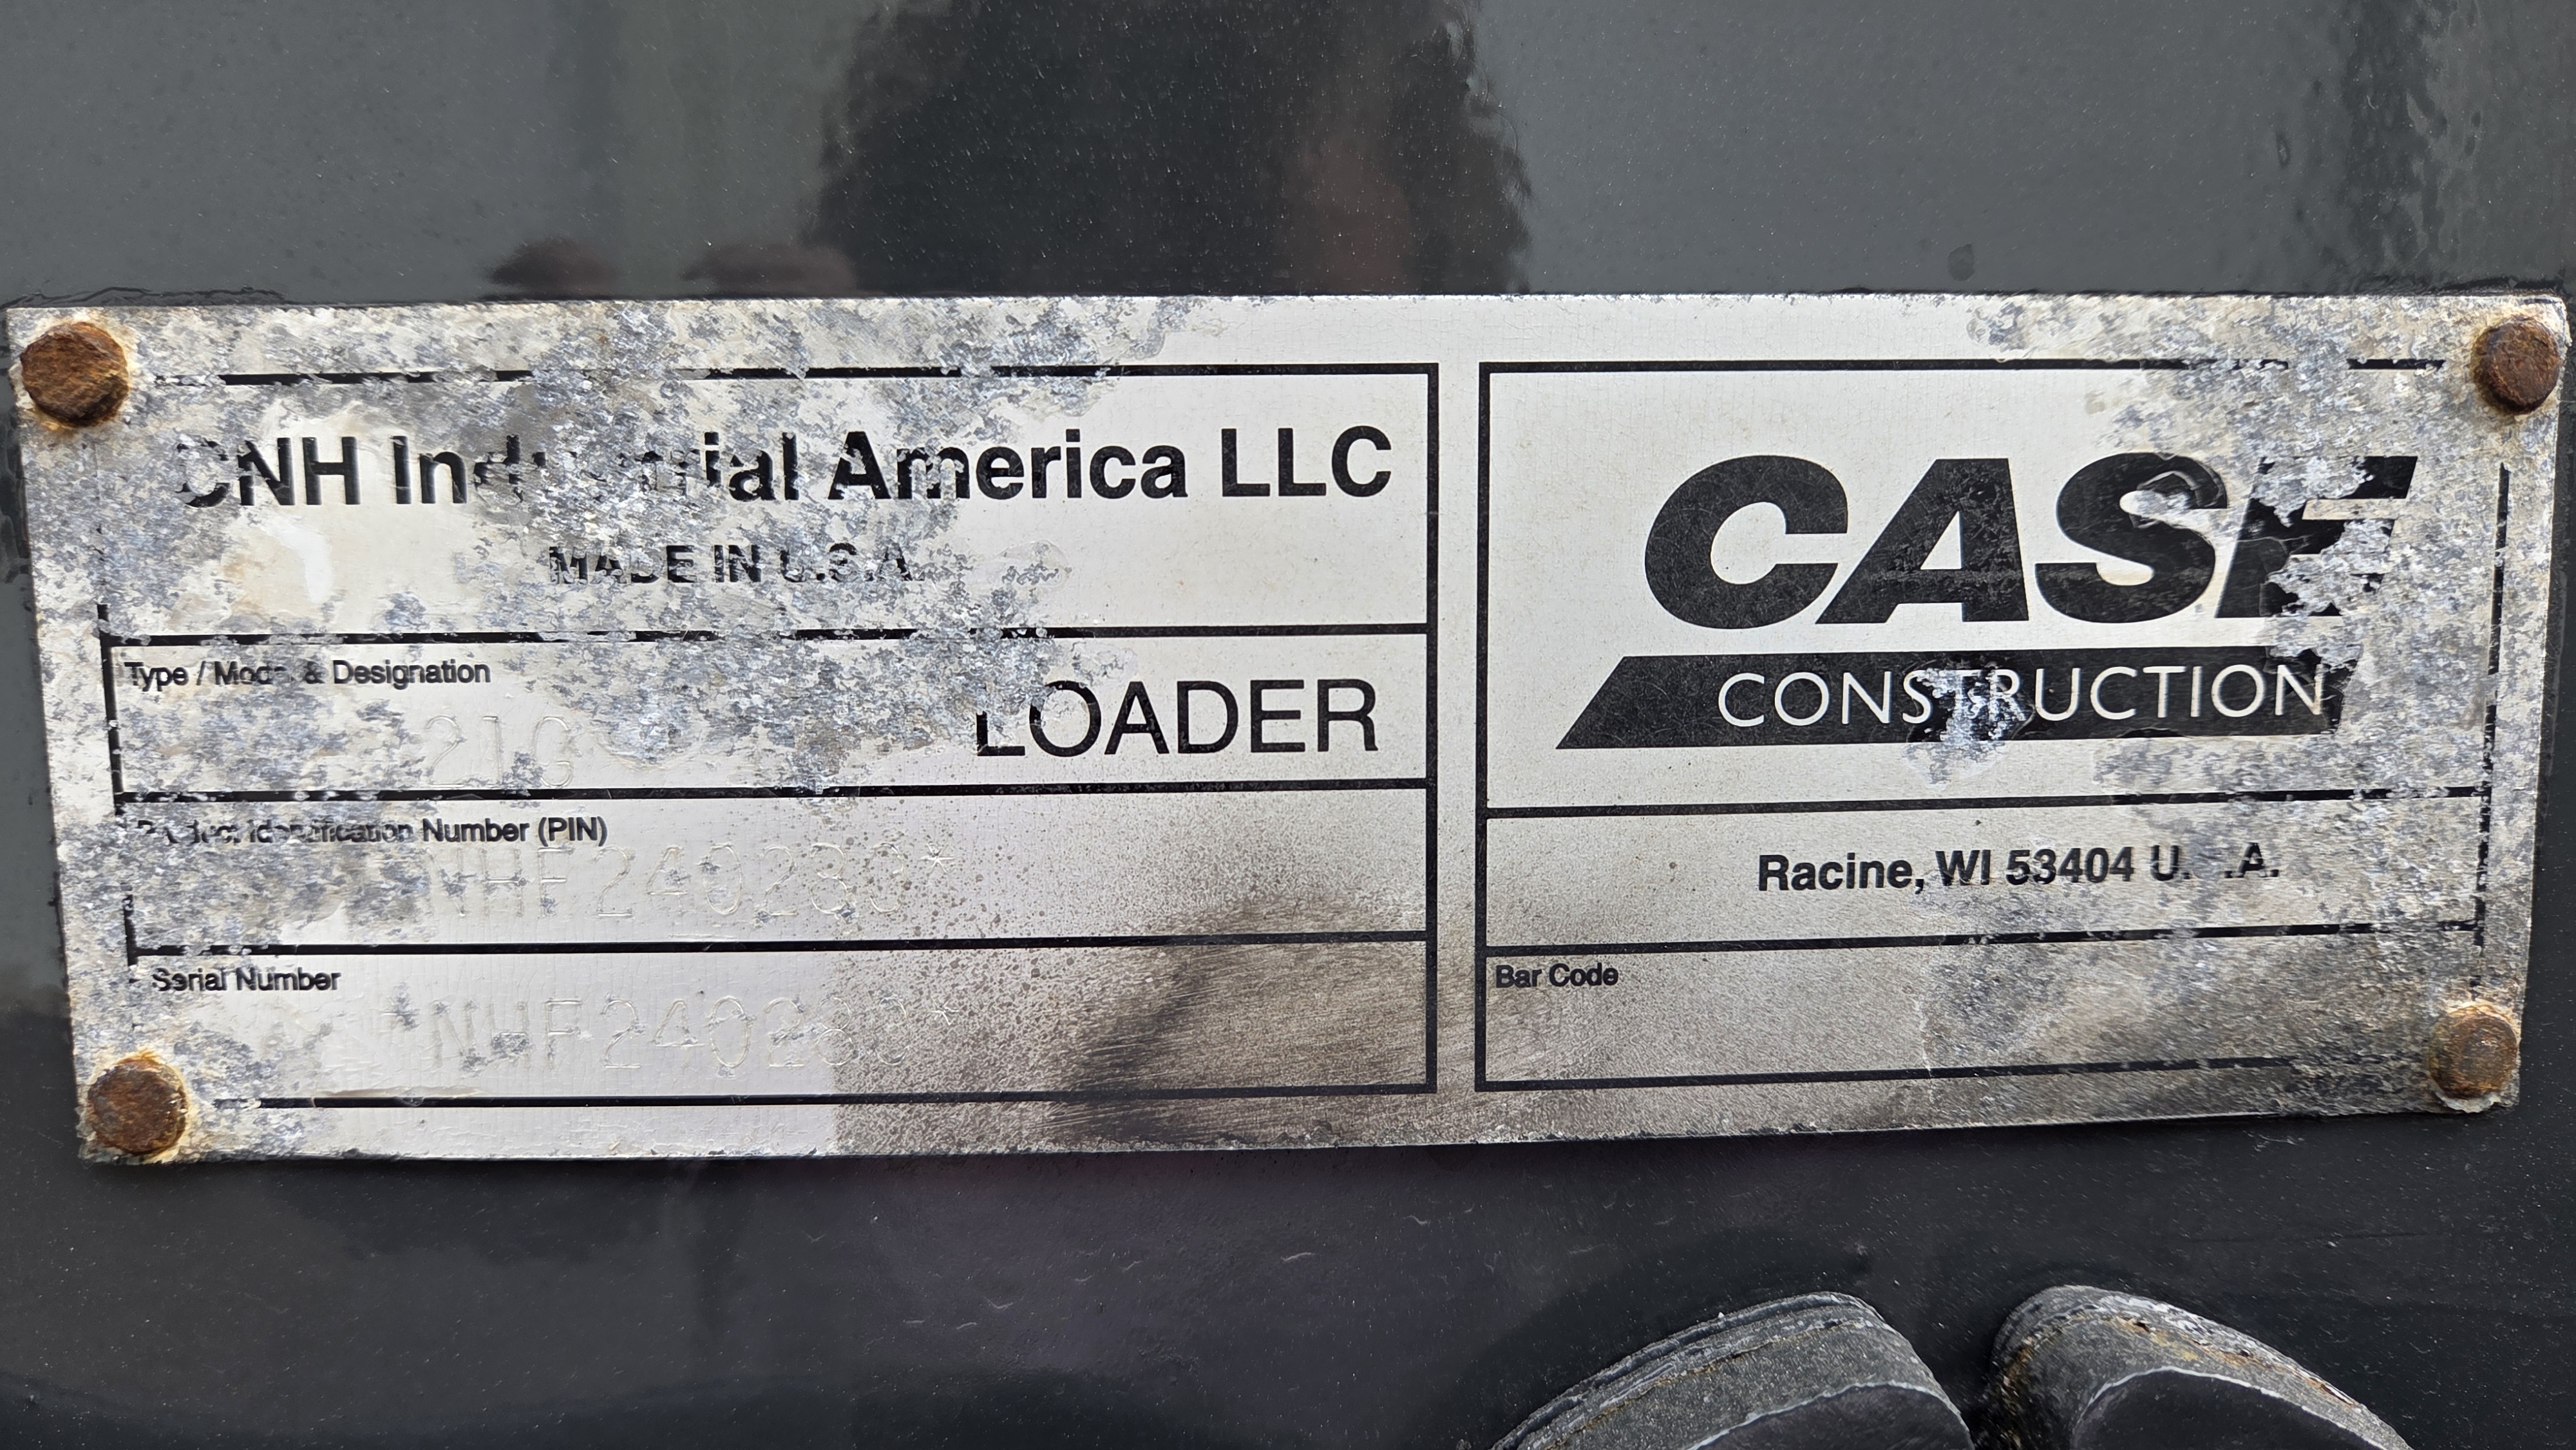 CNH Industrial America LLC
MADE IN U.S.A.
Type / Model & Designation
LOADER
Product Identification Number (PIN)
Serial Number
CASE
CONSTRUCTION
Racine, WI 53404 U.S.A.
Bar Code